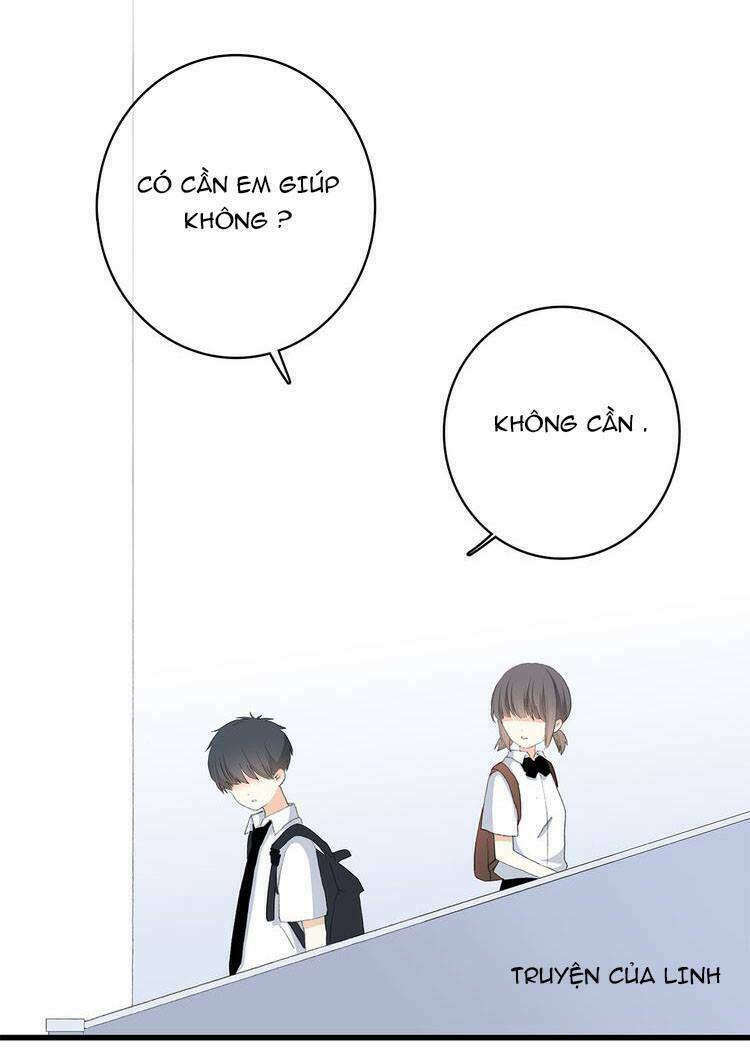 CÓ CẦN EM GIÚP
KHÔNG ?
KHÔNG CẦN .
TRUYỆN CỦA LINH